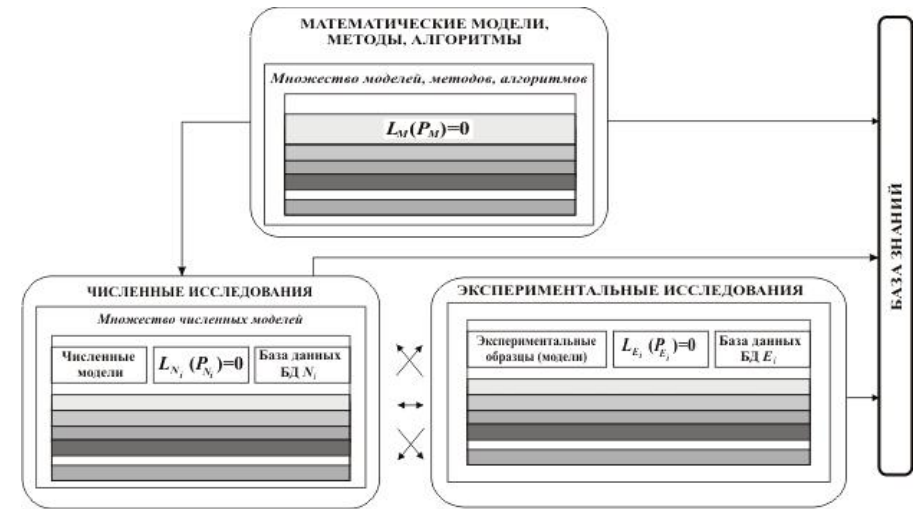 МАТЕМАТИЧЕСКИЕ МОДЕЛИ,
МЕТОДЫ, АЛГОРИТМЫ
Множество моделей, методов, алгоритмов
L_M(P_M)=0
БАЗА ЗНАНИЙ
ЧИСЛЕННЫЕ ИССЛЕДОВАНИЯ
Множество численных моделей
Численные
модели
L_{N_i}(P_{N_i})=0
База данных
БД N_i
ЭКСПЕРИМЕНТАЛЬНЫЕ ИССЛЕДОВАНИЯ
Экспериментальные
образцы (модели)
L_{E_i}(P_{E_i})=0
База данных
БД E_i